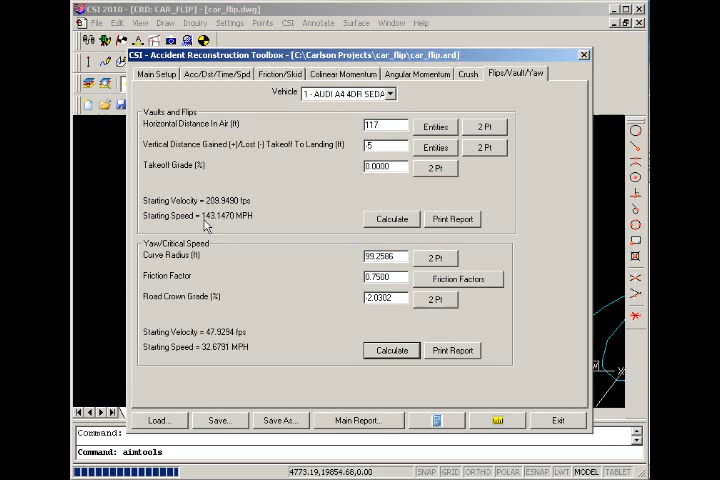 CSI 2010 - [CRD: CAR_FLIP] - [car_flip.dwg]
File Edit View Draw Inquiry Settings Points CSI Annotate Survey Window Help
CSI - Accident Reconstruction Toolbox - [C:\Carlson Projects\car_flip\car_flip.ard]
Main Setup Acc/Dst/Time/Spd Friction/Skid Colinear Momentum Angular Momentum Crush Flips/Vault/Yaw
Vehicle 1 - AUDI A4 4DR SEDA
Vaults and Flips
Horizontal Distance In Air (ft) 117 Entities 2 Pt
Vertical Distance Gained (+)/Lost (-) Takeoff To Landing (ft) -5 Entities 2 Pt
Takeoff Grade (%) 0.0000 2 Pt
Starting Velocity = 209.9490 fps
Starting Speed = 143.1470 MPH Calculate Print Report
Yaw/Critical Speed
Curve Radius (ft) 99.2586 2 Pt
Friction Factor 0.7500 Friction Factors
Road Crown Grade (%) -2.0302 2 Pt
Starting Velocity = 47.9294 fps
Starting Speed = 32.6791 MPH Calculate Print Report
Load... Save... Save As... Main Report... Exit
Command:
Command: aimtools
4773.19,19854.68,0.00 SNAP GRID ORTHO POLAR ESNAP LWT MODEL TABLET